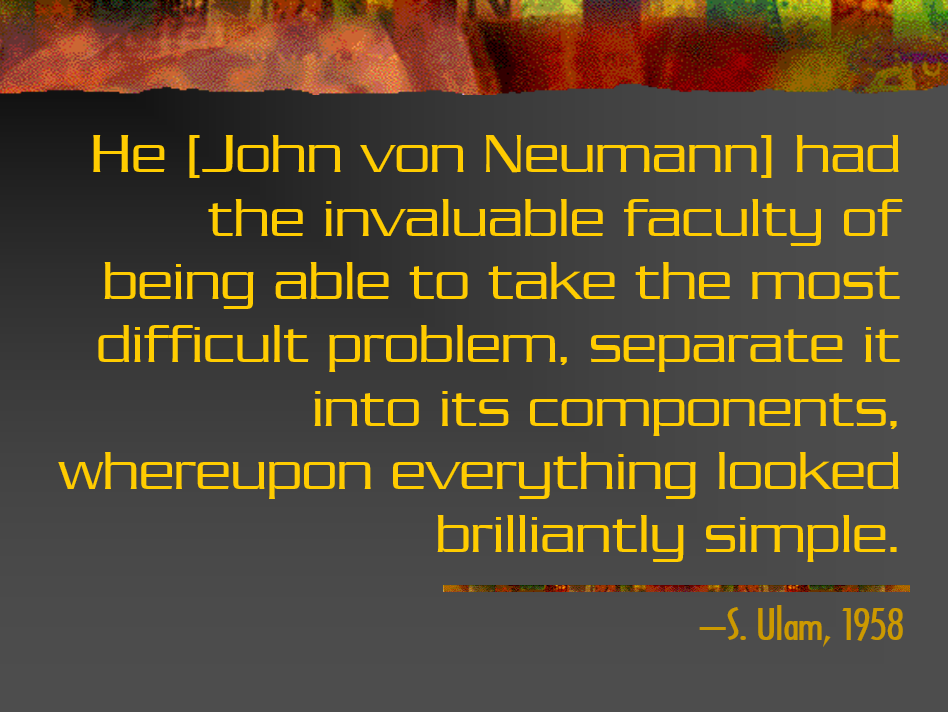 He [John von Neumann] had
the invaluable faculty of
being able to take the most
difficult problem, separate it
into its components,
whereupon everything looked
brilliantly simple.
—S. Ulam, 1958